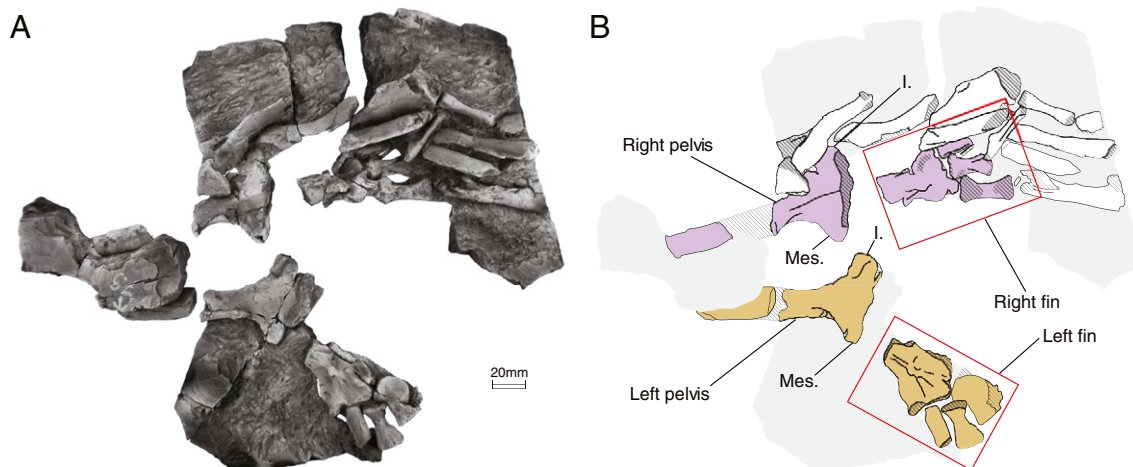 A
B
I.
Right pelvis
Mes.
I.
Right fin
Left fin
20mm
Mes.
Left pelvis